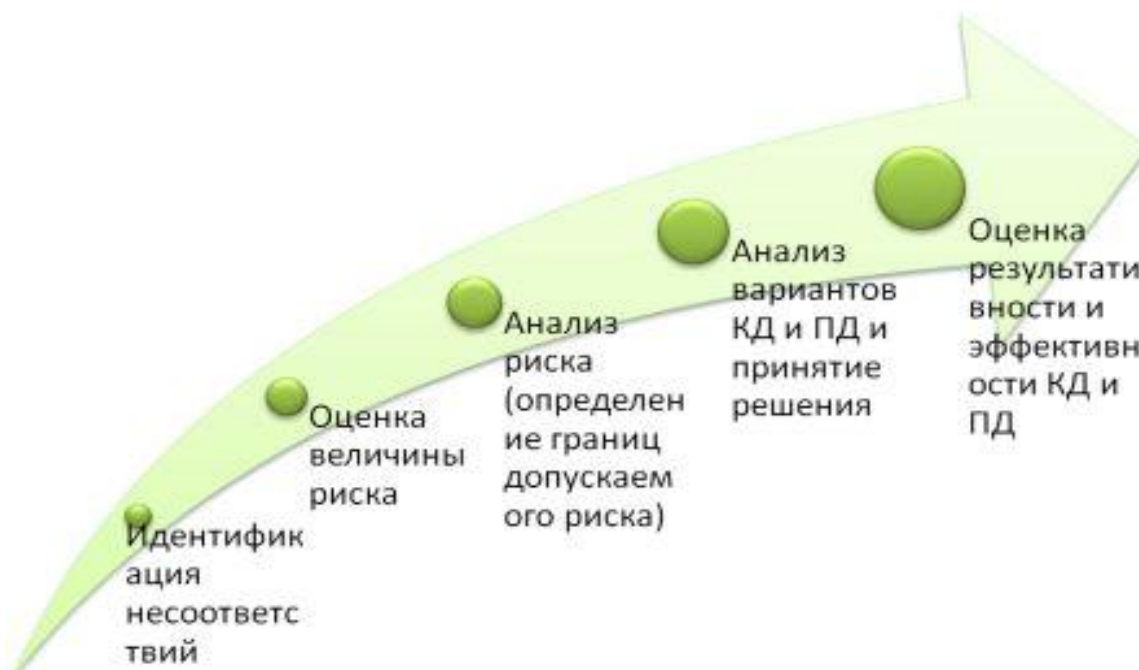 Идентифик
ация
несоответс
твий
Оценка
величины
риска
Анализ
риска
(определен
ие границ
допускаем
ого риска)
Анализ
вариантов
КД и ПД и
принятие
решения
Оценка
результати
вности и
эффективн
ости КД и
ПД